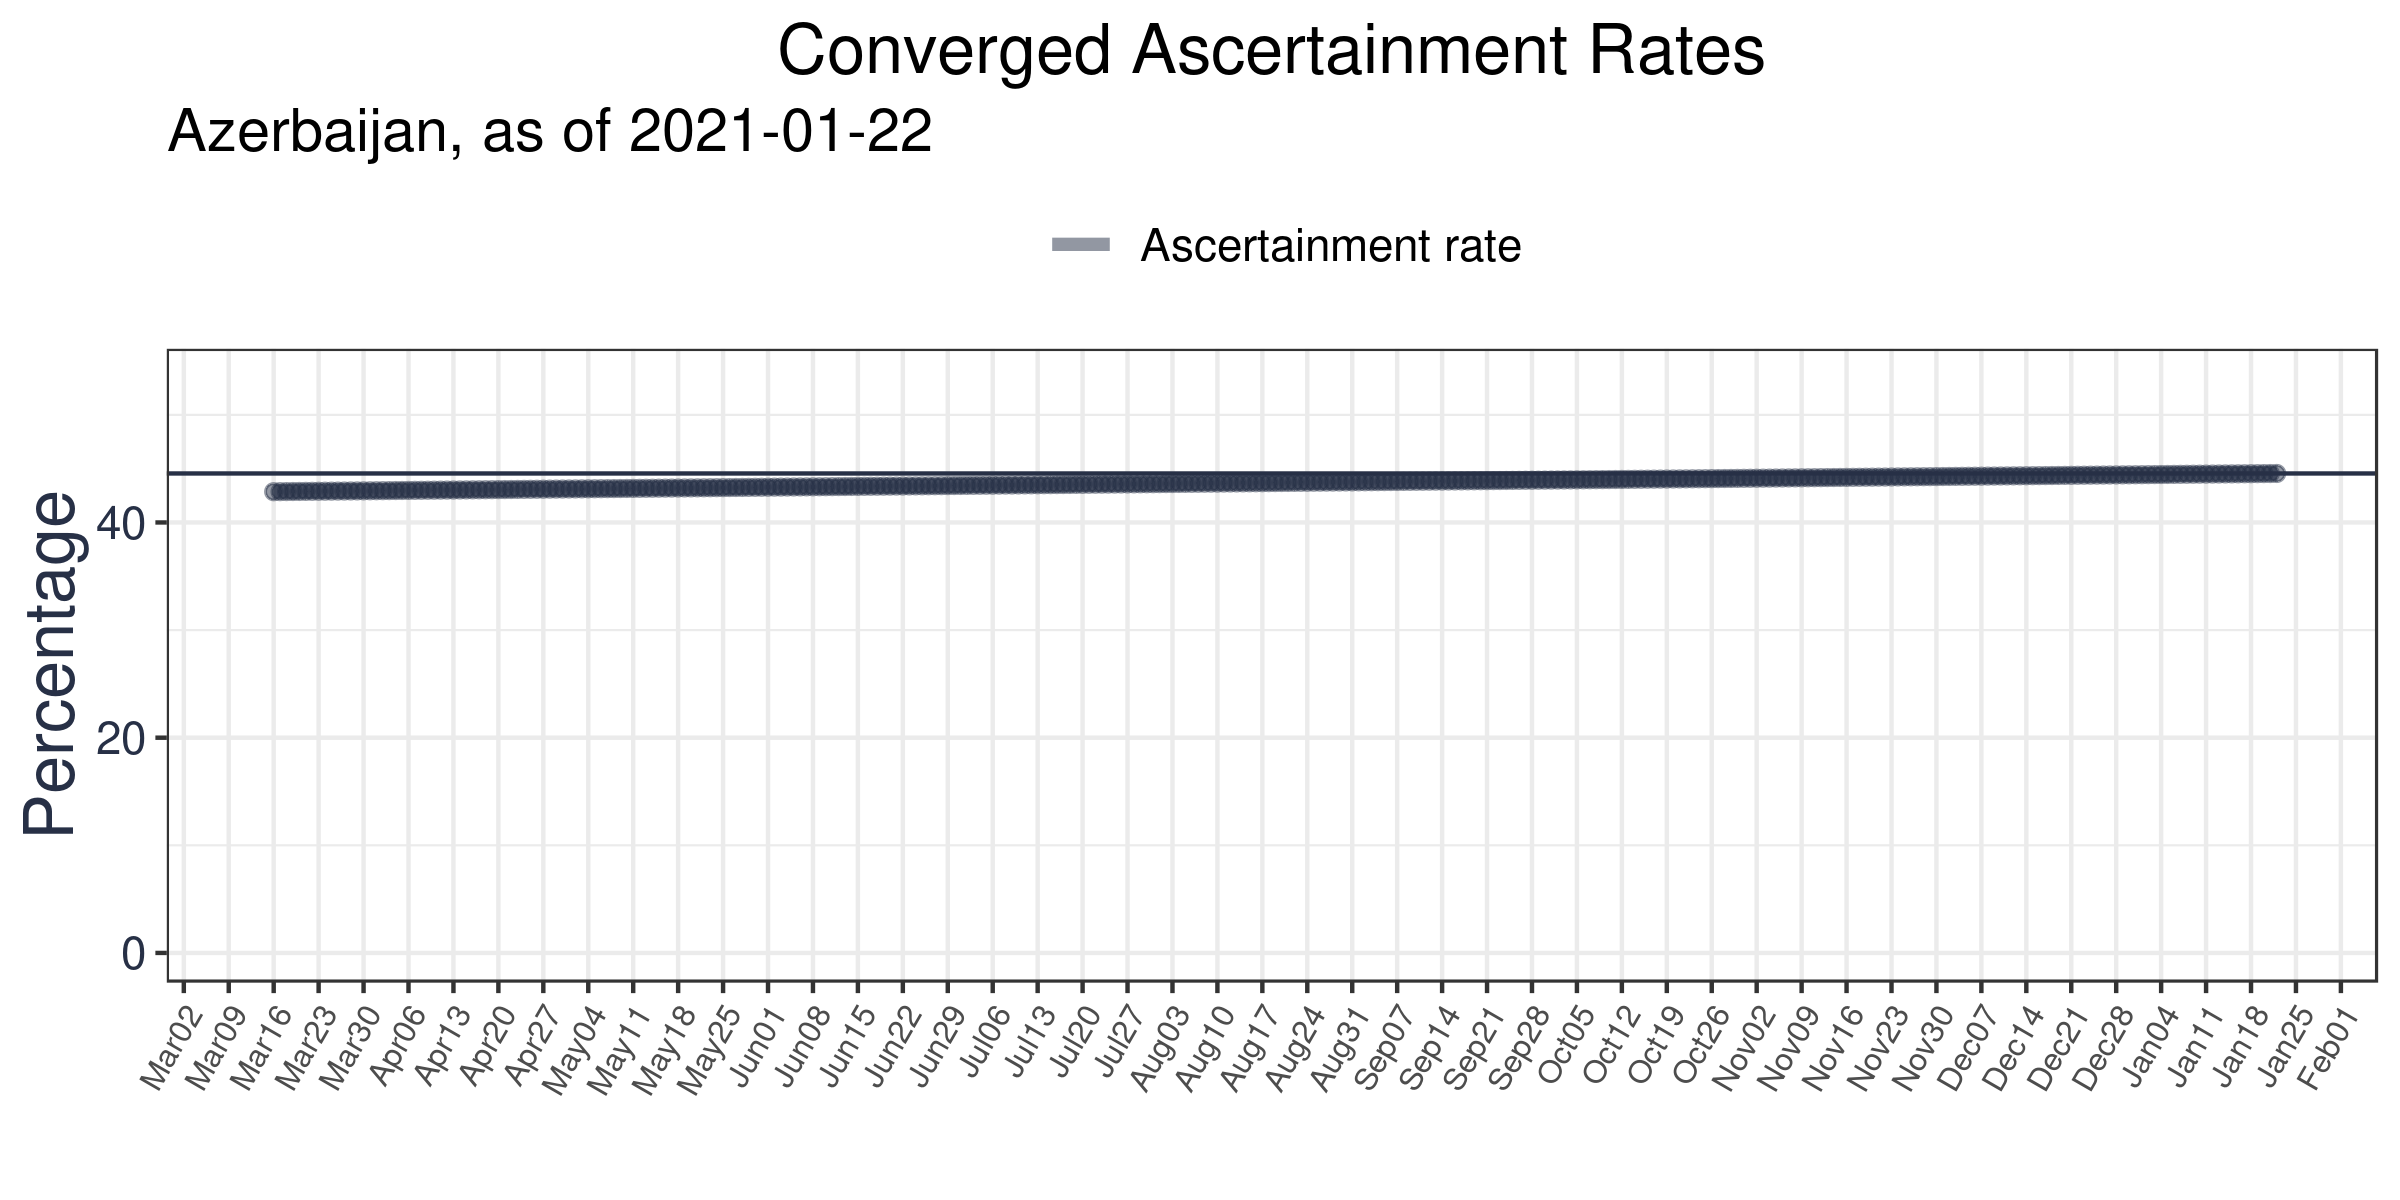 Converged Ascertainment Rates
Azerbaijan, as of 2021-01-22
Ascertainment rate
Percentage
40
20
0
Mar02 Mar09 Mar16 Mar23 Mar30 Apr06 Apr13 Apr20 Apr27 May04 May11 May18 May25 Jun01 Jun08 Jun15 Jun22 Jun29 Jul06 Jul13 Jul20 Jul27 Aug03 Aug10 Aug17 Aug24 Aug31 Sep07 Sep14 Sep21 Sep28 Oct05 Oct12 Oct19 Oct26 Nov02 Nov09 Nov16 Nov23 Nov30 Dec07 Dec14 Dec21 Dec28 Jan04 Jan11 Jan18 Jan25 Feb01